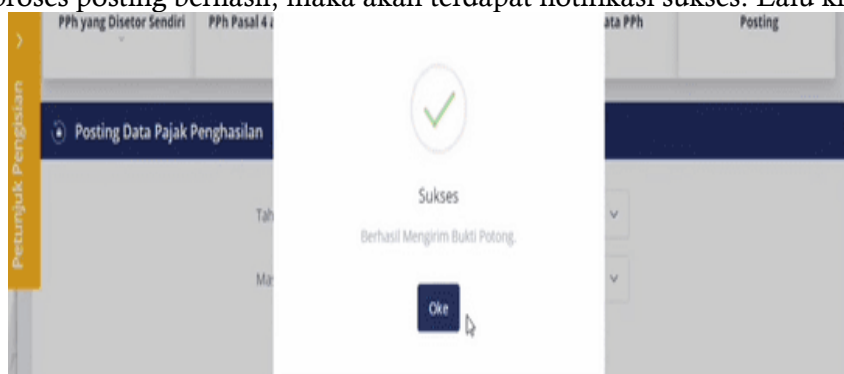 proses posting berhasil, maka akan terdapat notifikasi sukses. Lalu
PPh yang Disetor Sendiri PPh Pasal 4 ata PPh Posting
Petunjuk Pengisian
Posting Data Pajak Penghasilan
Sukses
Tah
Berhasil Mengirim Bukti Potong.
Ma
Oke